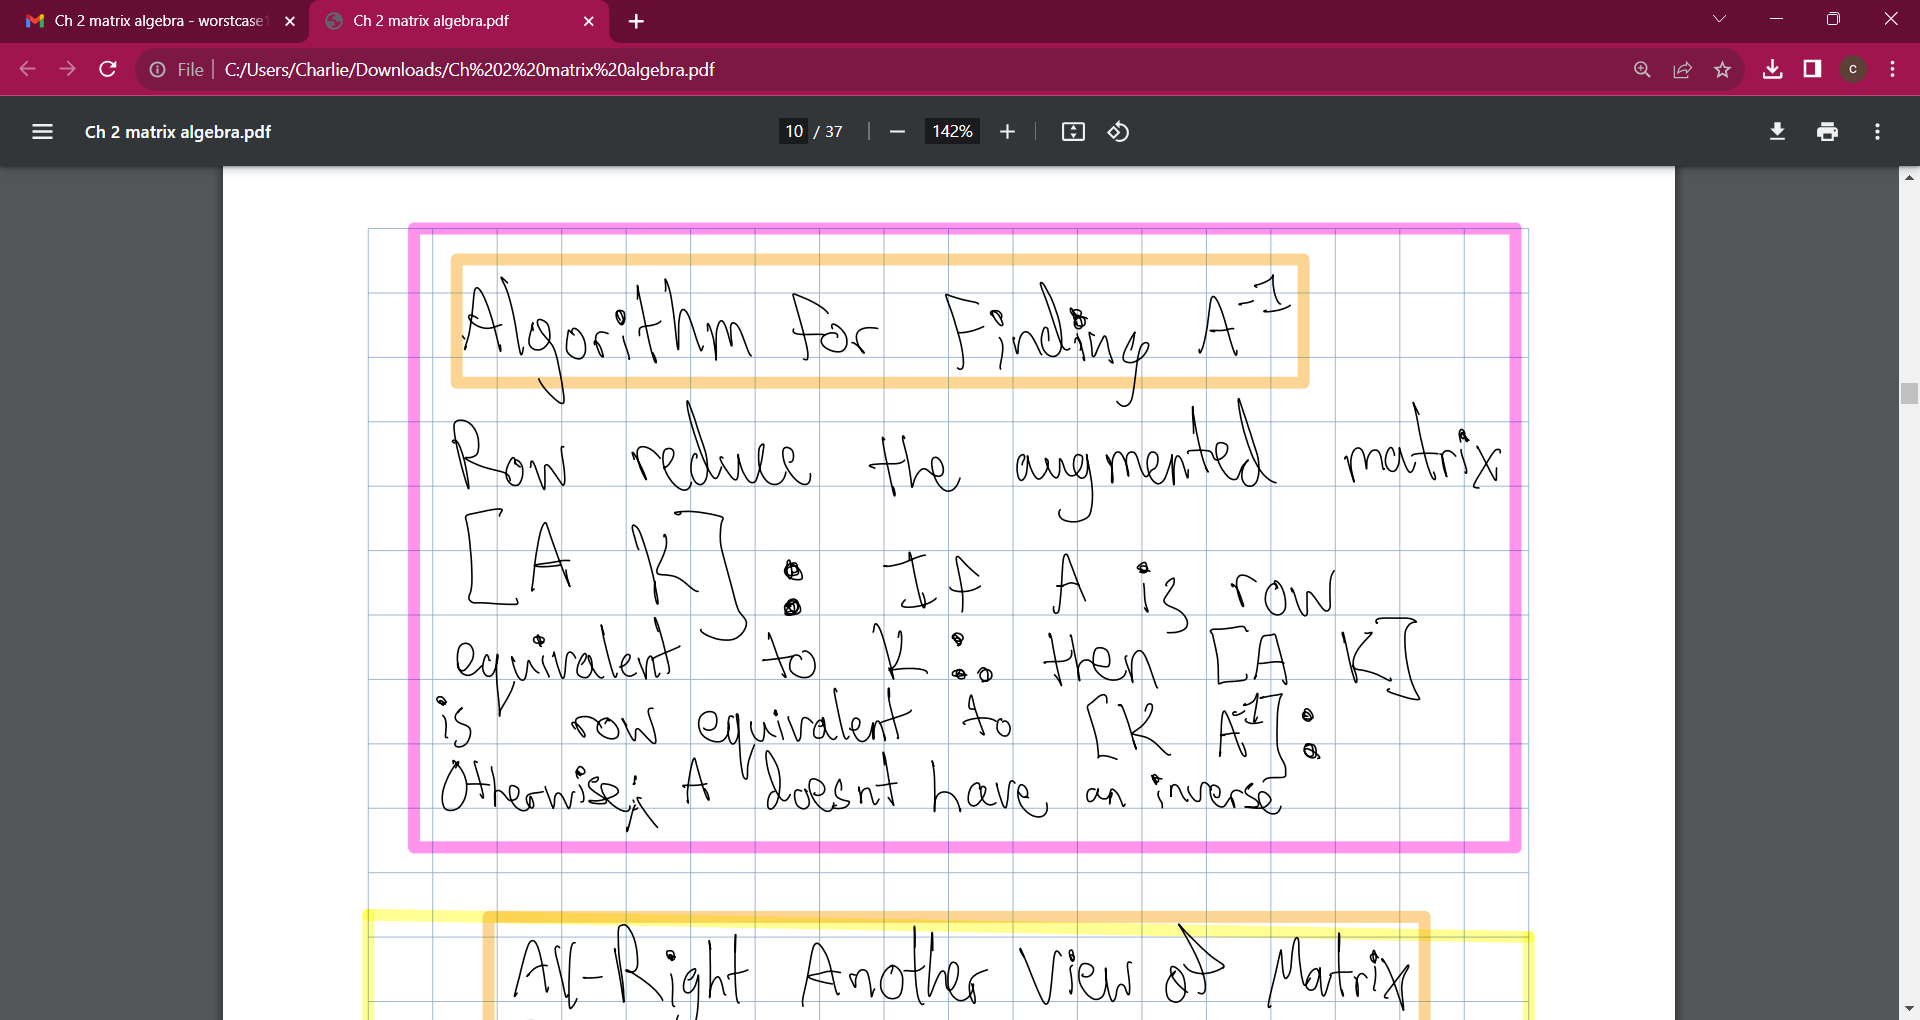 Ch 2 matrix algebra - worstcase1
Ch 2 matrix algebra.pdf
File
C:/Users/Charlie/Downloads/Ch%202%20matrix%20algebra.pdf
C
Ch 2 matrix algebra.pdf
10 / 37
142%
Algorithm for Finding A⁻¹
Row reduce the augmented matrix
[A K]: If A is row
equivalent to K∴ then [A K]
is row equivalent to [K A⁻¹]:
Otherwise; A doesnt have an inverse
All-Right Another View of Matrix